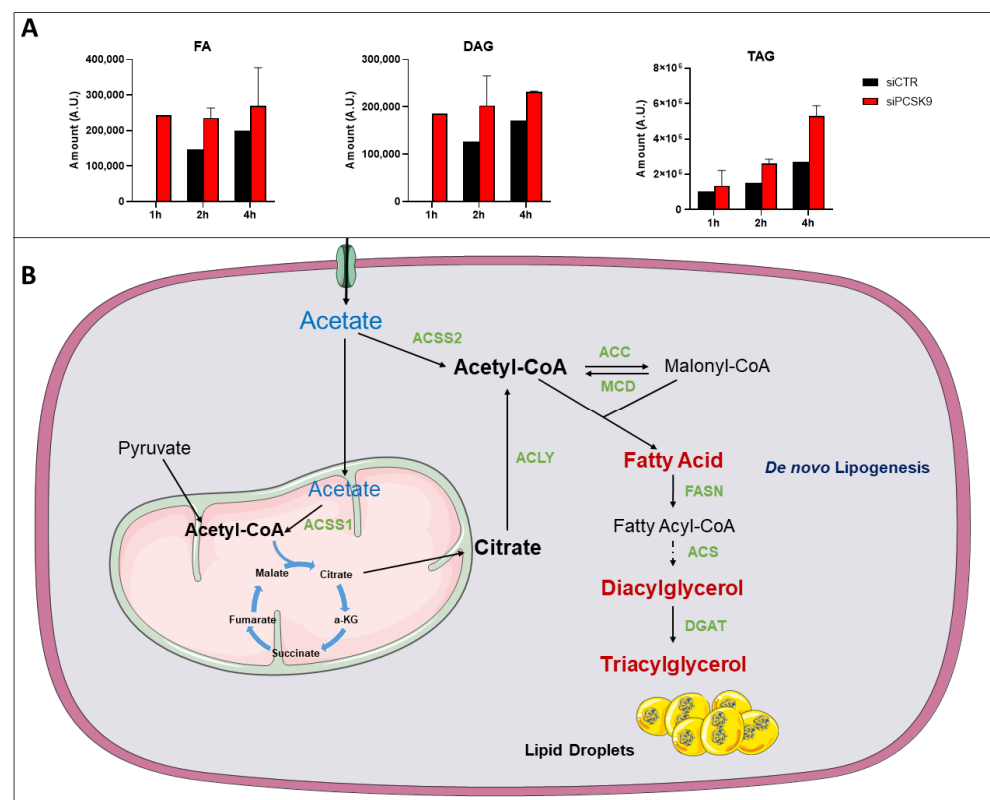 A
FA
400,000
300,000
200,000
100,000
0
Amount (A.U.)
1h 2h 4h
DAG
300,000
200,000
100,000
0
Amount (A.U.)
1h 2h 4h
TAG
8×10⁶
6×10⁶
4×10⁶
2×10⁶
0
Amount (A.U.)
1h 2h 4h
siCTR
siPCSK9
B
Acetate
ACSS2
Acetyl-CoA
ACC
MCD
Malonyl-CoA
Pyruvate
ACLY
Fatty Acid
De novo Lipogenesis
Acetate
FASN
Acetyl-CoA
ACSS1
Fatty Acyl-CoA
Citrate
ACS
Malate
Citrate
Diacylglycerol
Fumarate
a-KG
DGAT
Succinate
Triacylglycerol
Lipid Droplets